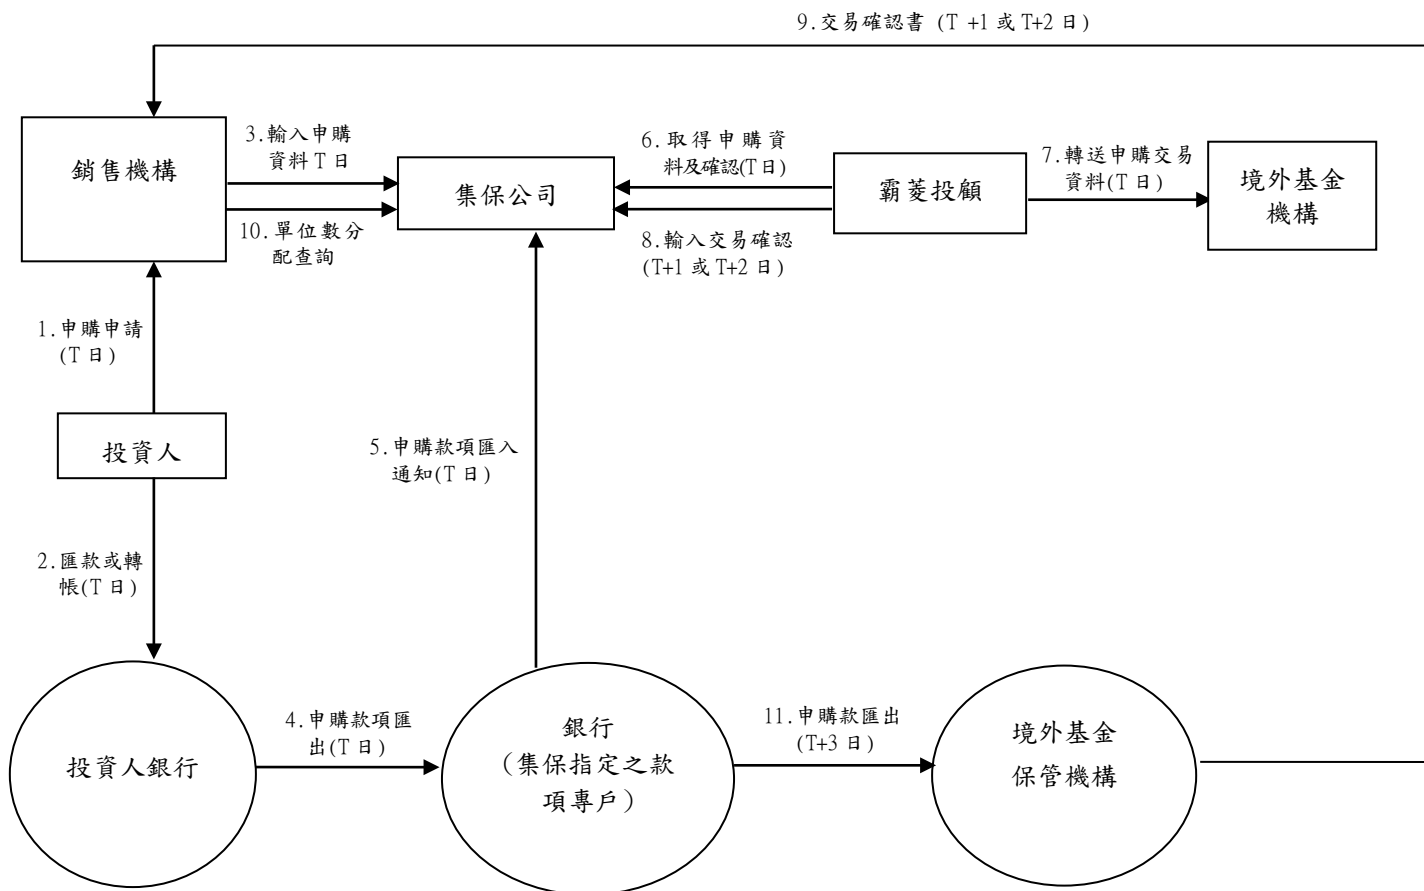 9.交易確認書 (T +1 或 T+2 日)
銷售機構
3.輸入申購
資料 T 日
集保公司
10.單位數分
配查詢
6.取得申購資
料及確認(T日)
8.輸入交易確認
(T+1 或 T+2 日)
霸菱投顧
7.轉送申購交易
資料(T 日)
境外基金
機構
1.申購申請
(T 日)
投資人
5.申購款項匯入
通知(T 日)
2.匯款或轉
帳(T 日)
投資人銀行
4.申購款項匯
出(T 日)
銀行
(集保指定之款
項專戶)
11.申購款匯出
(T+3 日)
境外基金
保管機構